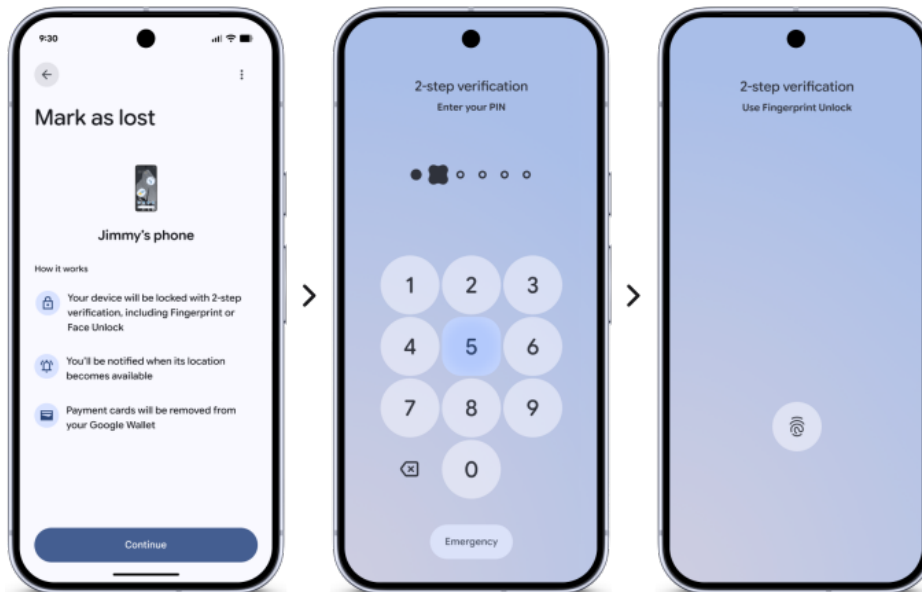 9:30
Mark as lost
Jimmy's phone
How it works
Your device will be locked with 2-step
verification, including Fingerprint or
Face Unlock
You'll be notified when its location
becomes available
Payment cards will be removed from
your Google Wallet
Continue
2-step verification
Enter your PIN
1 2 3
4 5 6
7 8 9
0
Emergency
2-step verification
Use Fingerprint Unlock